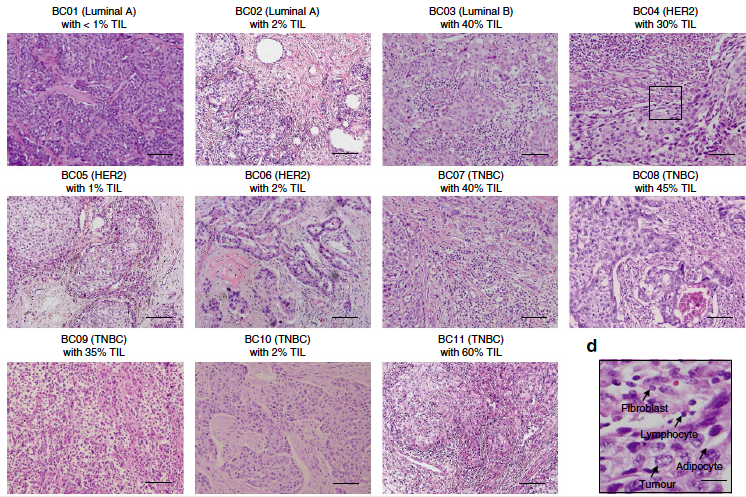 BC01 (Luminal A)
with < 1% TIL
BC02 (Luminal A)
with 2% TIL
BC03 (Luminal B)
with 40% TIL
BC04 (HER2)
with 30% TIL
BC05 (HER2)
with 1% TIL
BC06 (HER2)
with 2% TIL
BC07 (TNBC)
with 40% TIL
BC08 (TNBC)
with 45% TIL
BC09 (TNBC)
with 35% TIL
BC10 (TNBC)
with 2% TIL
BC11 (TNBC)
with 60% TIL
d
Fibroblast
Lymphocyte
Adipocyte
Tumour